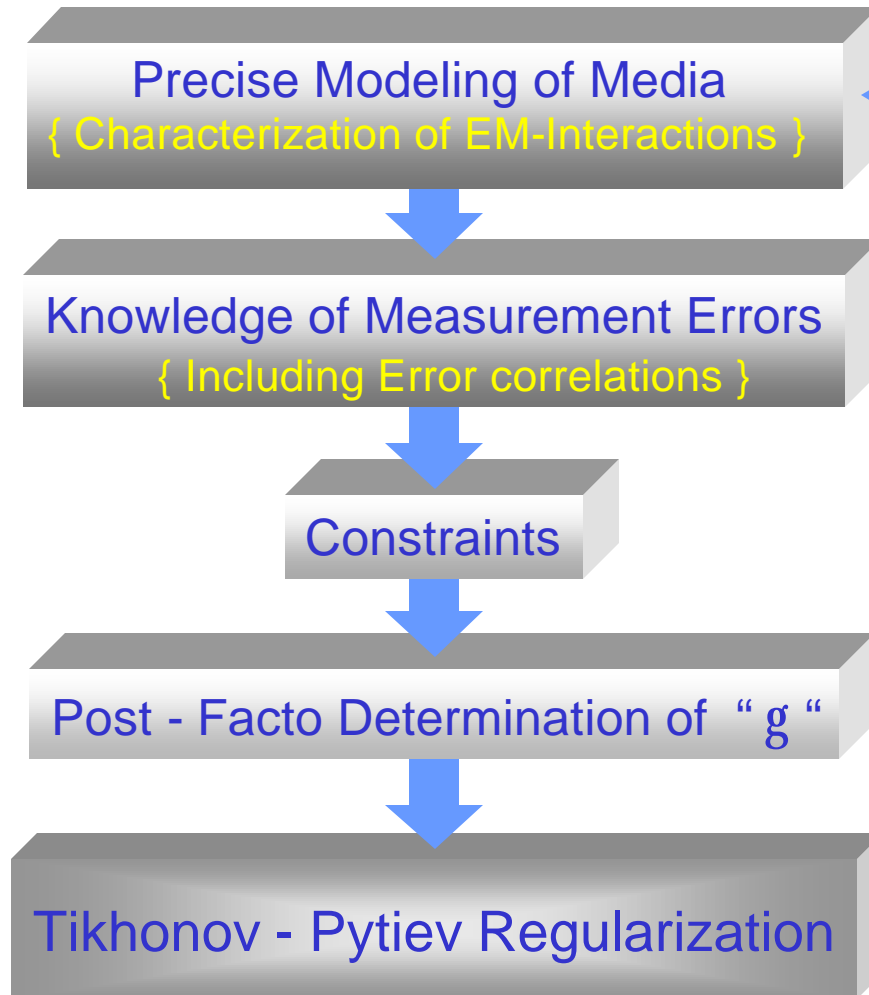 Precise Modeling of Media
{ Characterization of EM-Interactions }
Knowledge of Measurement Errors
{ Including Error correlations }
Constraints
Post - Facto Determination of “ g “
Tikhonov - Pytiev Regularization